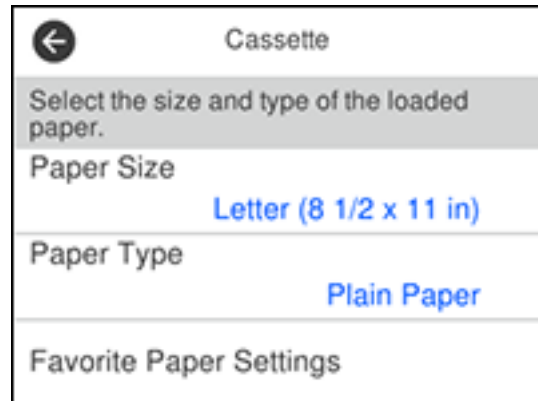 Cassette
Select the size and type of the loaded
paper.
Paper Size
Letter (8 1/2 x 11 in)
Paper Type
Plain Paper
Favorite Paper Settings